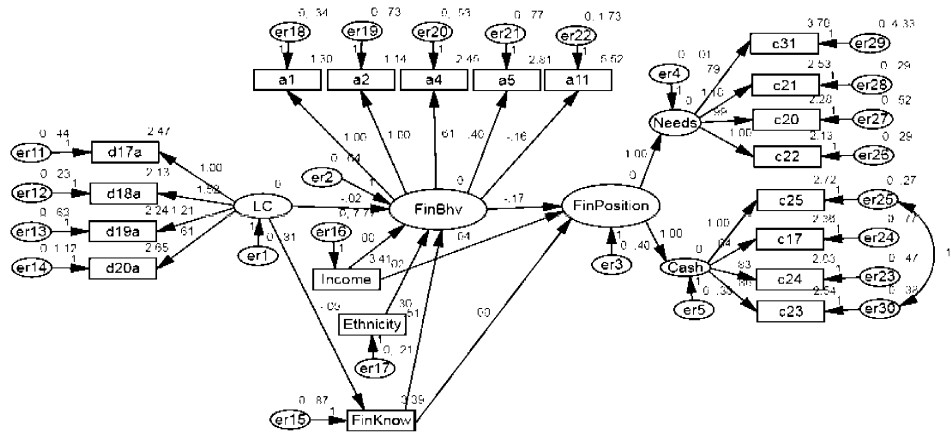 0, .34 0, .73 0, .53 0, .77 0, 1.73
er18 er19 er20 er21 er22
1 1 1 1 1
1.30 1.14 2.45 2.81 5.52
a1 a2 a4 a5 a11
1.00 1.00 .61 .40 -.16
0, .44 2.47
er11 1 d17a 1.00
0, .23 2.13
er12 1 d18a
0, .63 2.24 1.21
er13 1 d19a .61
0, 1.12 2.65
er14 1 d20a
0
LC
1
0, .31
er1
-.02
0, .04
er2
1
0
FinBhv
-.17
0
FinPosition
1
0, .40
er3
er16
1
.00
3.41 .02
.04
Income
.30
.51
Ethnicity
1
0, .21
er17
-.09
.00
0, .87 3.39
er15 1 FinKnow
0, .01
er4
1
0
Needs
1.00
3.70 0, 4.33
.79 c31 1 er29
2.53 0, .29
1.10 c21 1 er28
2.28 0, .52
.99 c20 1 er27
2.13 0, .29
1.00 c22 1 er26
1.00
0
Cash
1
0, .33
er5
2.72 0, .27
1.00 c25 1 er25
c17 1 er24
0, .47
.83 c24 1 er23
2.54 0, .38
c23 1 er30